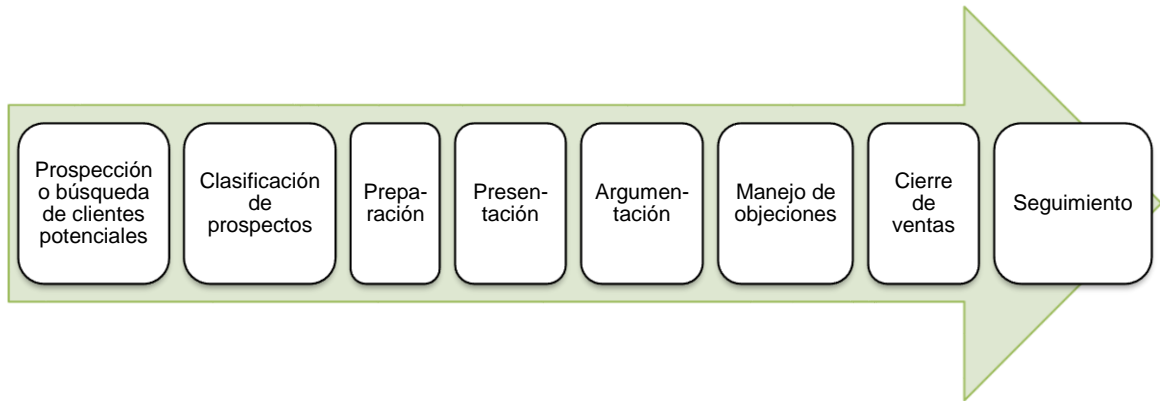 Prospección
o búsqueda
de clientes
potenciales
Clasificación
de
prospectos
Prepa-
ración
Presen-
tación
Argumen-
tación
Manejo de
objeciones
Cierre
de
ventas
Seguimiento